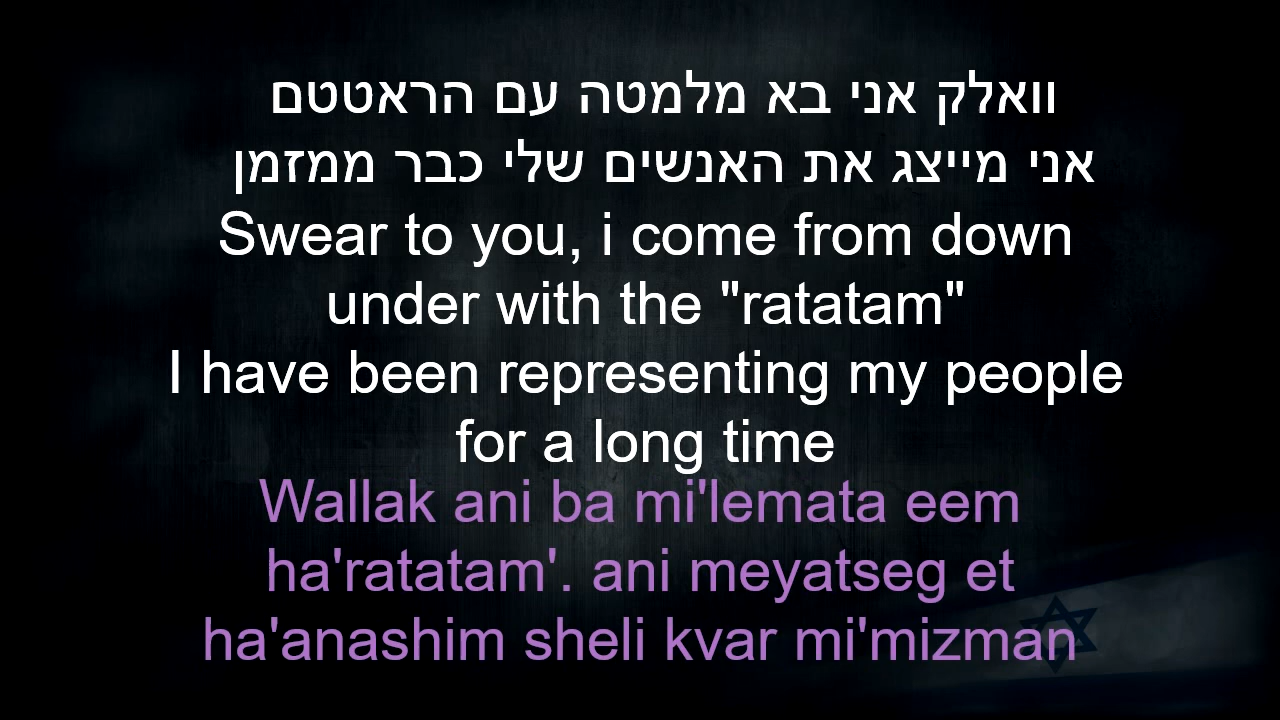 וואלק אני בא מלמטה עם הראטטם
אני מייצג את האנשים שלי כבר ממזמן
Swear to you, i come from down
under with the "ratatam"
I have been representing my people
for a long time
Wallak ani ba mi'lemata eem
ha'ratatam'. ani meyatseg et
ha'anashim sheli kvar mi'mizman